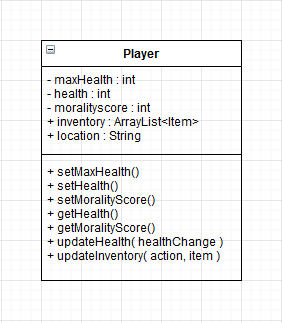 Player
- maxHealth : int
- health : int
- moralityscore : int
+ inventory : ArrayList<Item>
+ location : String
+ setMaxHealth()
+ setHealth()
+ setMoralityScore()
+ getHealth()
+ getMoralityScore()
+ updateHealth( healthChange )
+ updateInventory( action, item )